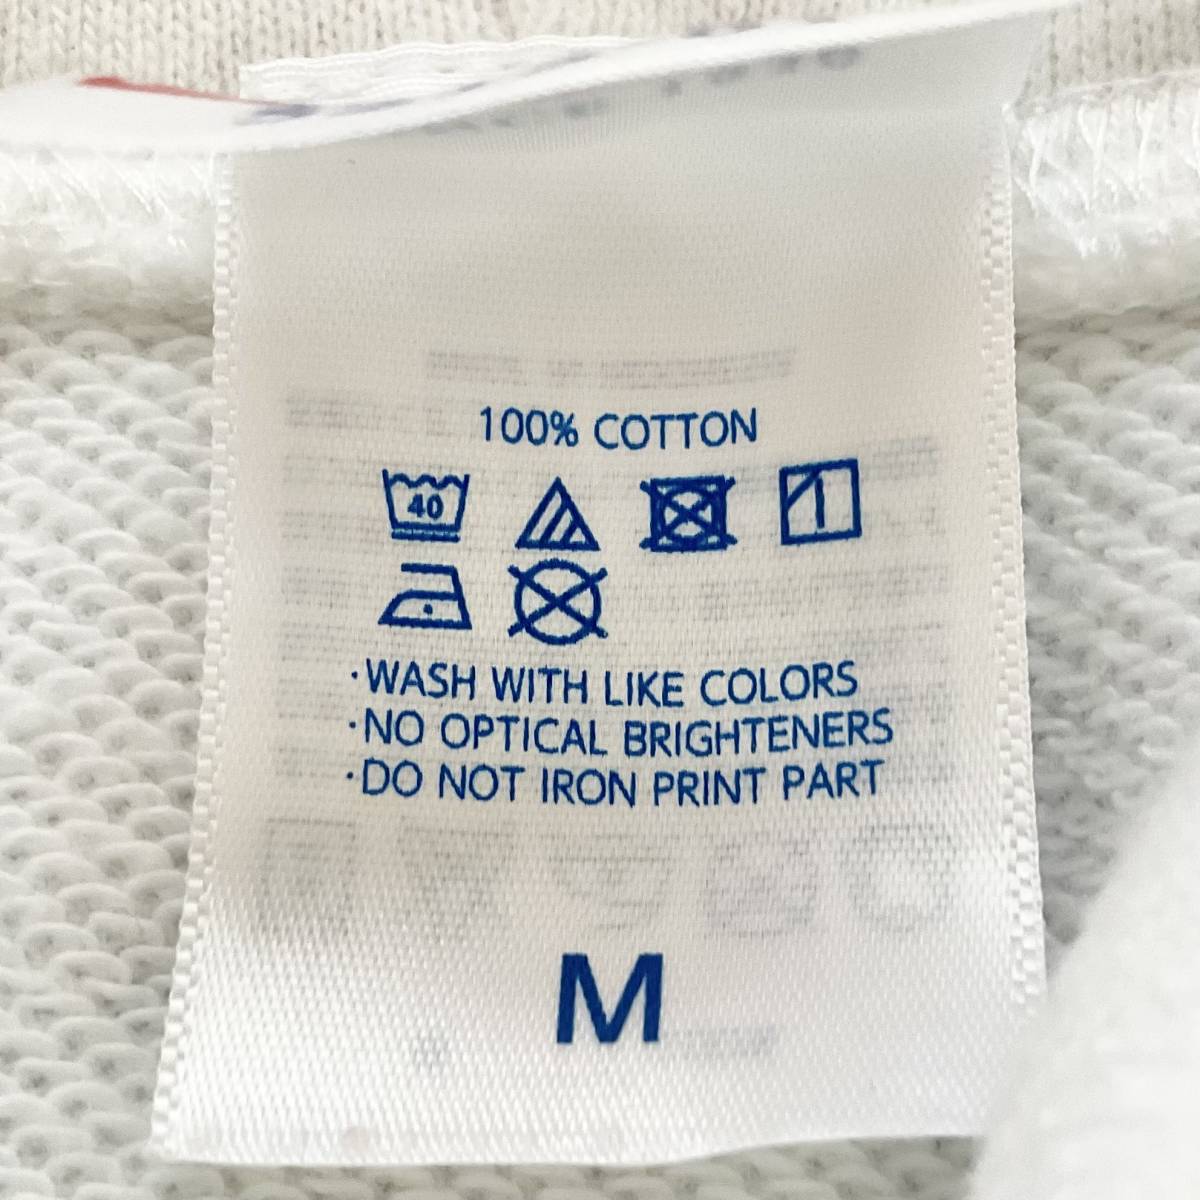 100% COTTON
40
·WASH WITH LIKE COLORS
·NO OPTICAL BRIGHTENERS
·DO NOT IRON PRINT PART
M